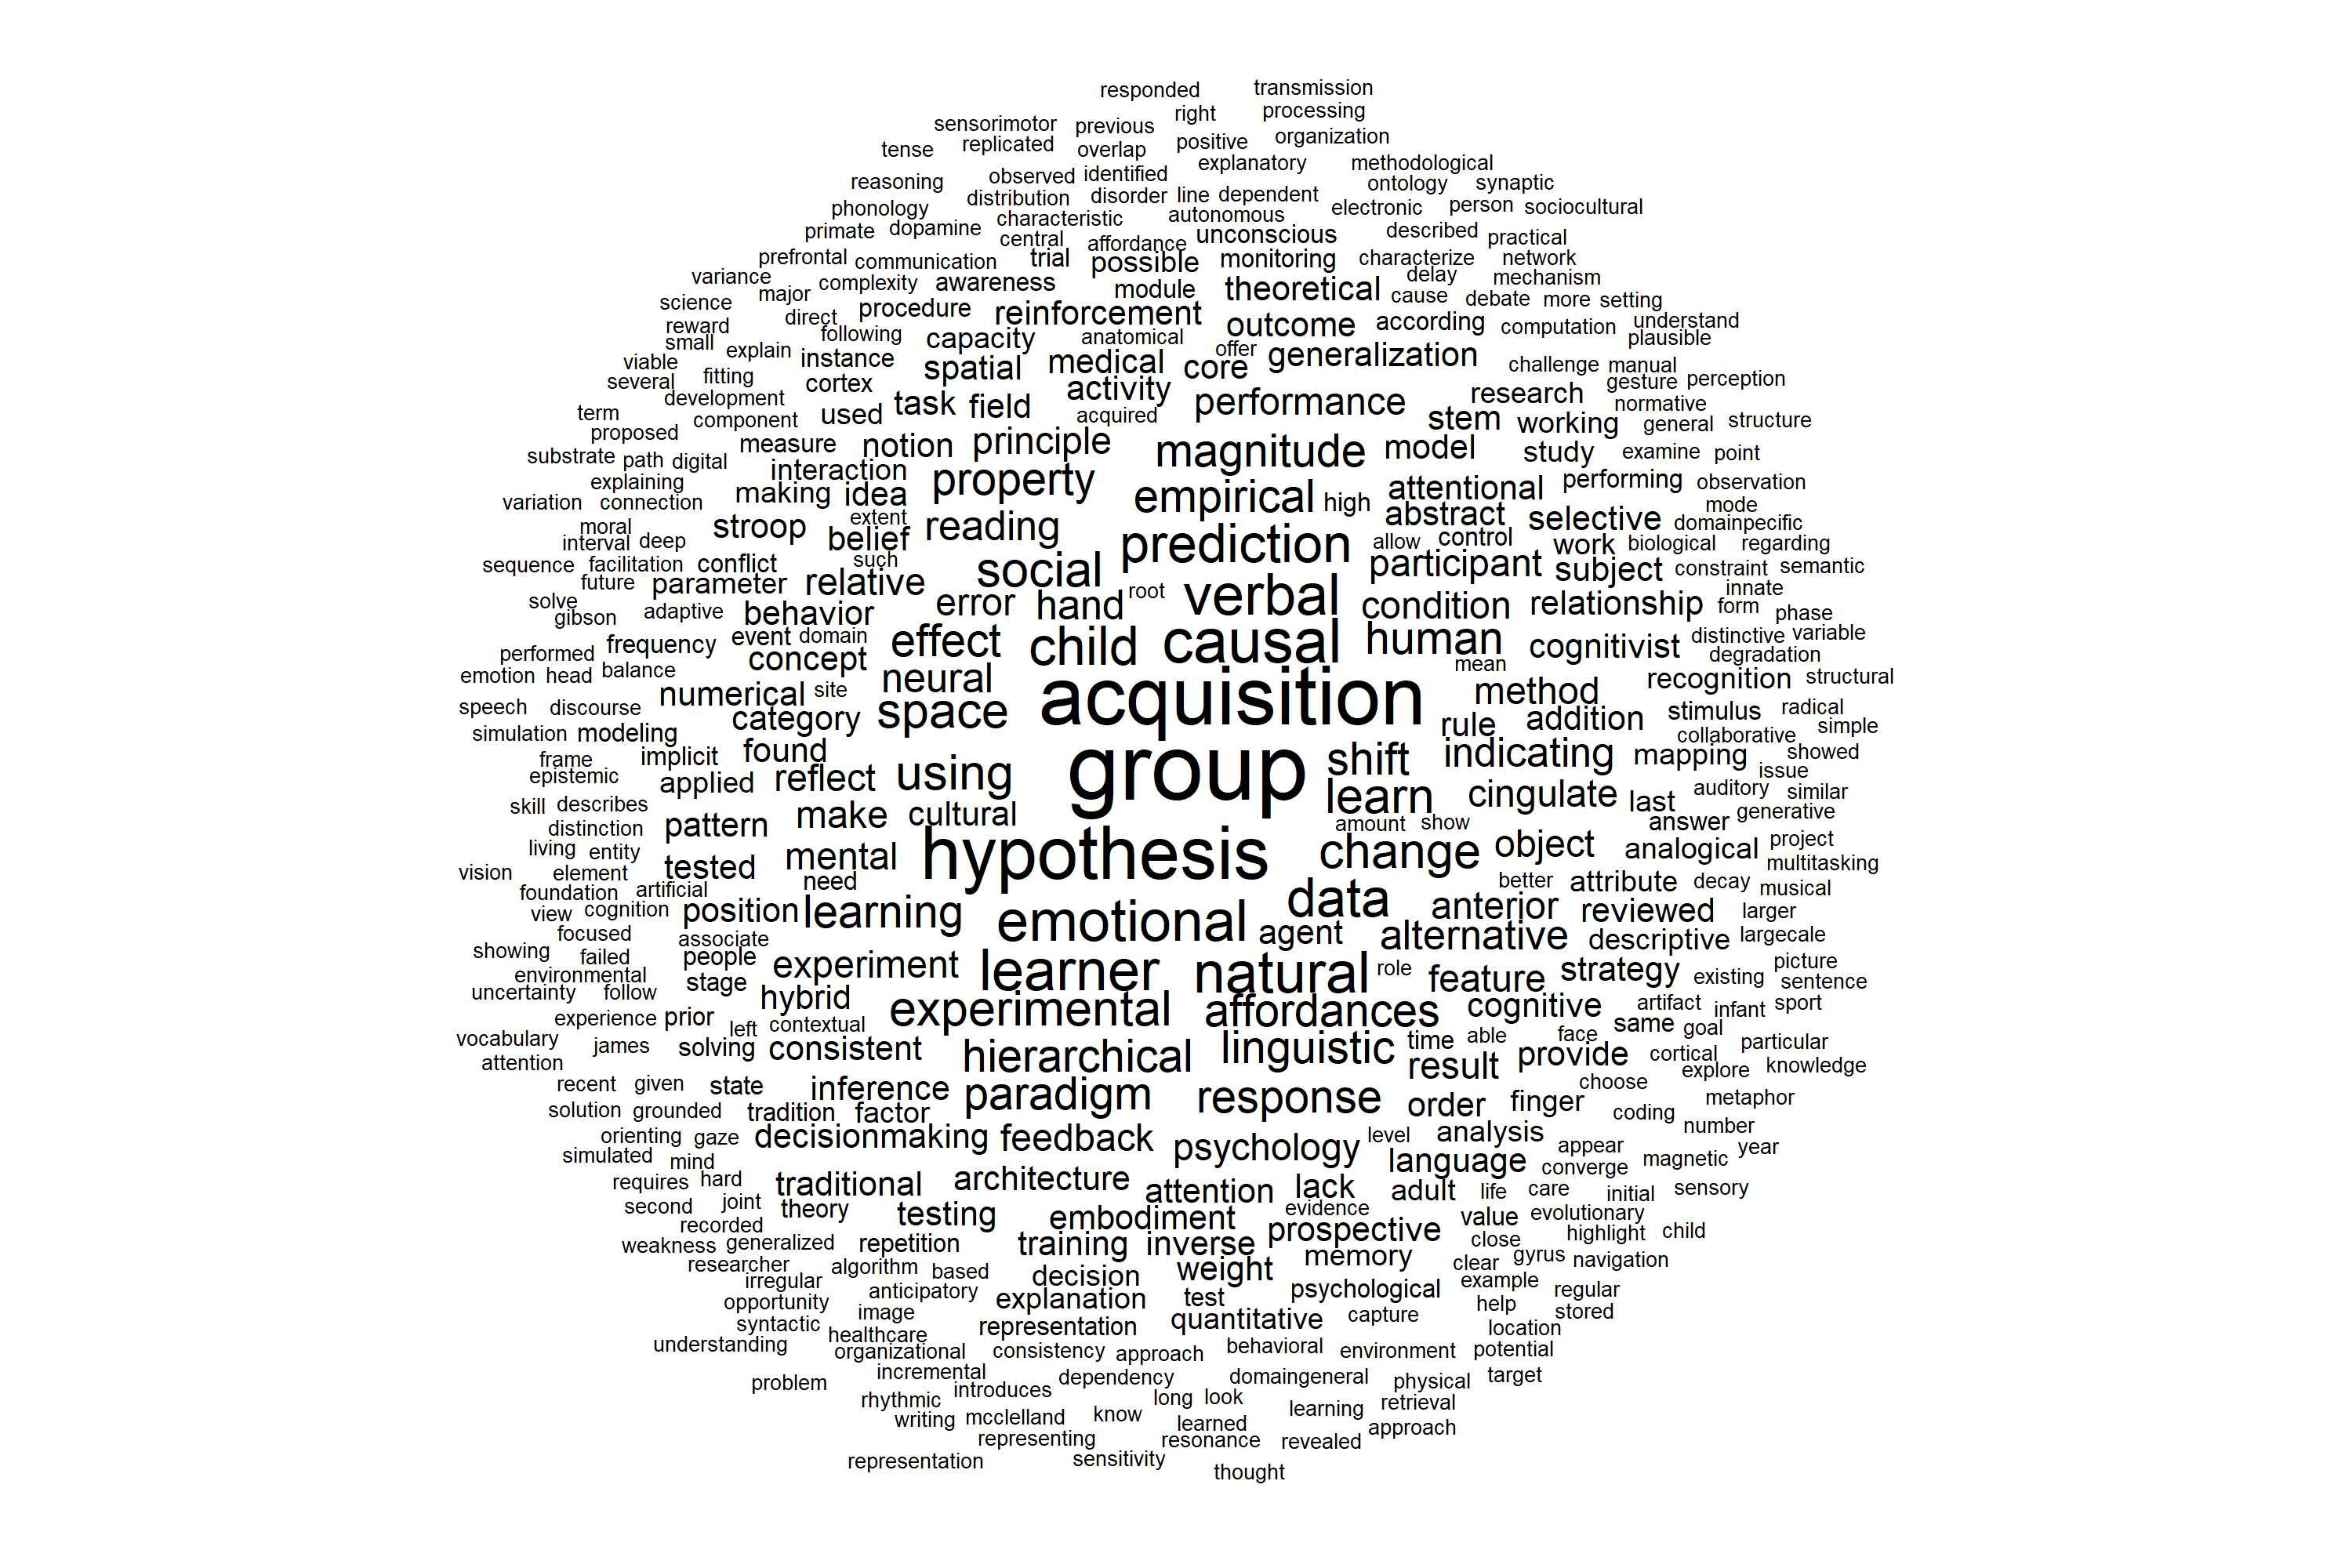 responded transmission
right processing
sensorimotor previous positive organization
tense replicated overlap explanatory methodological
reasoning observed identified ontology synaptic
phonology distribution disorder line dependent electronic person sociocultural
primate dopamine characteristic autonomous described practical
central affordance unconscious
prefrontal communication trial possible monitoring characterize network
variance complexity awareness module theoretical delay mechanism
science major procedure reinforcement cause debate more setting
reward direct following capacity anatomical outcome according computation understand plausible
small explain instance spatial medical core offer generalization challenge manual
viable several fitting cortex activity research gesture perception
development task field acquired performance stem normative
term component used working general structure
proposed measure notion principle magnitude model study examine point
substrate path digital interaction property
explaining making idea empirical high attentional performing observation
variation connection stroop extent reading abstract selective mode
moral belief prediction allow control domainpecific
interval deep such work biological regarding
sequence facilitation conflict social participant subject constraint semantic
future parameter relative root verbal innate
solve adaptive behavior error hand condition relationship form phase
gibson frequency event domain effect child causal human cognitivist distinctive variable
performed concept mean degradation
emotion head balance neural recognition structural
numerical site acquisition method
speech discourse category space rule addition stimulus radical
simulation modeling collaborative simple
frame implicit found group shift indicating mapping showed
epistemic applied reflect using issue
skill describes make cultural learn cingulate last auditory similar
distinction pattern amount show answer generative
living entity mental hypothesis change object analogical project
vision element tested need multitasking
foundation artificial better attribute decay musical
view cognition position learning data anterior reviewed larger
focused associate emotional agent alternative descriptive largecale
showing failed people experiment learner natural role feature strategy existing picture
environmental stage sentence
uncertainty follow hybrid experimental affordances cognitive artifact infant sport
experience prior left contextual time able face same goal
vocabulary james solving consistent hierarchical linguistic result provide cortical particular
attention explore knowledge
recent given state inference paradigm response choose metaphor
solution grounded tradition factor order finger coding
orienting gaze decisionmaking feedback psychology level analysis number
simulated mind language appear converge magnetic year
requires hard traditional architecture attention lack adult life care initial sensory
second joint theory testing embodiment evidence value evolutionary
recorded prospective highlight child
weakness generalized repetition training inverse memory close gyrus navigation
researcher algorithm based decision weight clear
irregular anticipatory explanation test psychological example regular
opportunity image quantitative capture help stored
syntactic healthcare representation location
understanding organizational consistency approach behavioral environment potential
problem incremental dependency domaingeneral physical target
rhythmic introduces long look learning retrieval
writing mcclelland know learned approach
representing resonance revealed
representation sensitivity thought